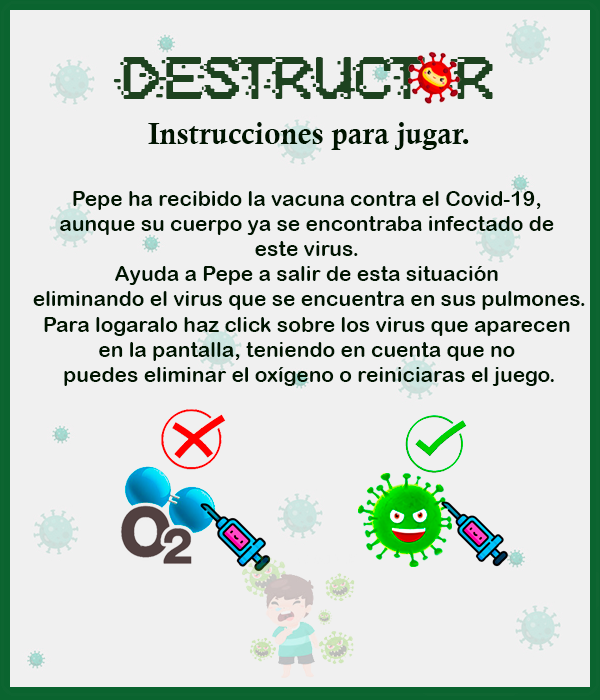 DESTRUCTOR
Instrucciones para jugar.
Pepe ha recibido la vacuna contra el Covid-19,
aunque su cuerpo ya se encontraba infectado de
este virus.
Ayuda a Pepe a salir de esta situación
eliminando el virus que se encuentra en sus pulmones.
Para logaralo haz click sobre los virus que aparecen
en la pantalla, teniendo en cuenta que no
puedes eliminar el oxígeno o reiniciaras el juego.
O2